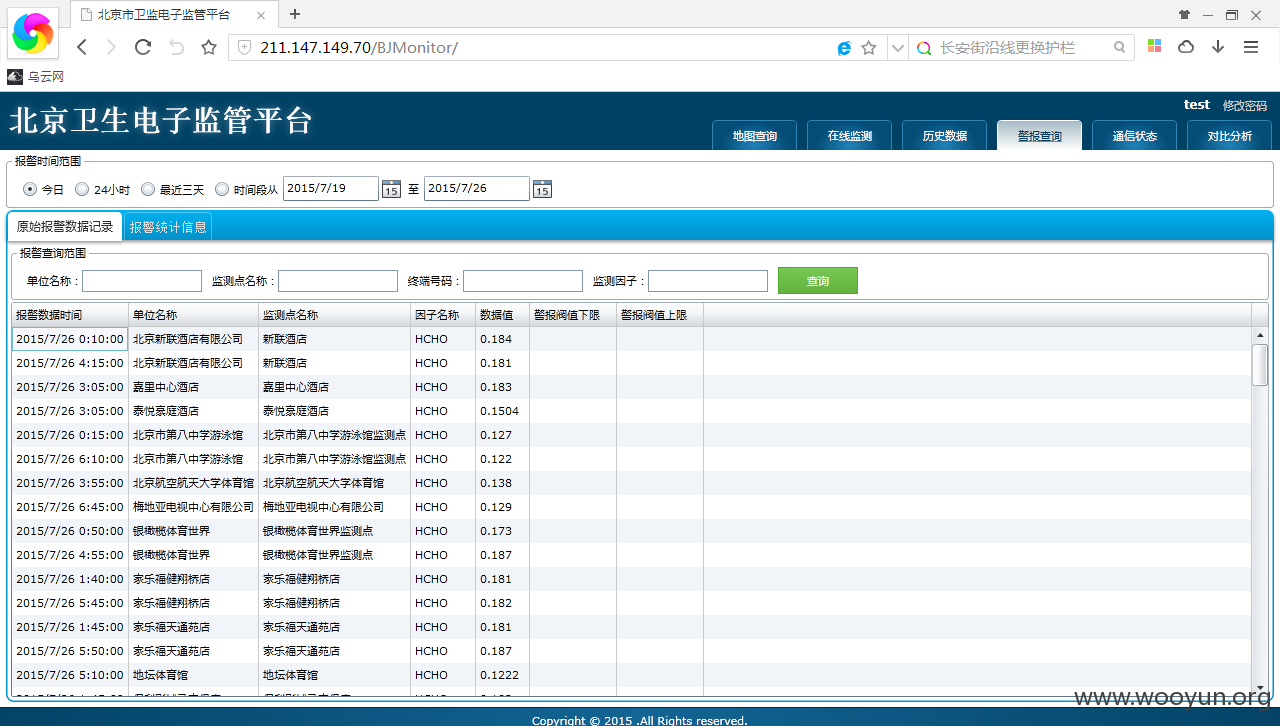 北京市卫监电子监管平台
211.147.149.70/BJMonitor/
长安街沿线更换护栏
乌云网
北京卫生电子监管平台
test 修改密码
地图查询 在线监测 历史数据 警报查询 通信状态 对比分析
报警时间范围
今日 24小时 最近三天 时间段从 2015/7/19 15 至 2015/7/26 15
原始报警数据记录 报警统计信息
报警查询范围
单位名称： 监测点名称： 终端号码： 监测因子： 查询
报警数据时间 单位名称 监测点名称 因子名称 数据值 警报阀值下限 警报阀值上限
2015/7/26 0:10:00 北京新联酒店有限公司 新联酒店 HCHO 0.184
2015/7/26 4:15:00 北京新联酒店有限公司 新联酒店 HCHO 0.181
2015/7/26 3:05:00 嘉里中心酒店 嘉里中心酒店 HCHO 0.183
2015/7/26 3:05:00 泰悦豪庭酒店 泰悦豪庭酒店 HCHO 0.1504
2015/7/26 0:15:00 北京市第八中学游泳馆 北京市第八中学游泳馆监测点 HCHO 0.127
2015/7/26 6:10:00 北京市第八中学游泳馆 北京市第八中学游泳馆监测点 HCHO 0.122
2015/7/26 3:55:00 北京航空航天大学体育馆 北京航空航天大学体育馆 HCHO 0.138
2015/7/26 6:45:00 梅地亚电视中心有限公司 梅地亚电视中心有限公司 HCHO 0.129
2015/7/26 0:50:00 银橄榄体育世界 银橄榄体育世界监测点 HCHO 0.173
2015/7/26 4:55:00 银橄榄体育世界 银橄榄体育世界监测点 HCHO 0.187
2015/7/26 1:40:00 家乐福健翔桥店 家乐福健翔桥店 HCHO 0.181
2015/7/26 5:45:00 家乐福健翔桥店 家乐福健翔桥店 HCHO 0.182
2015/7/26 1:45:00 家乐福天通苑店 家乐福天通苑店 HCHO 0.181
2015/7/26 5:50:00 家乐福天通苑店 家乐福天通苑店 HCHO 0.187
2015/7/26 5:10:00 地坛体育馆 地坛体育馆 HCHO 0.1222
www.wooyun.org
Copyright © 2015 .All Rights reserved.